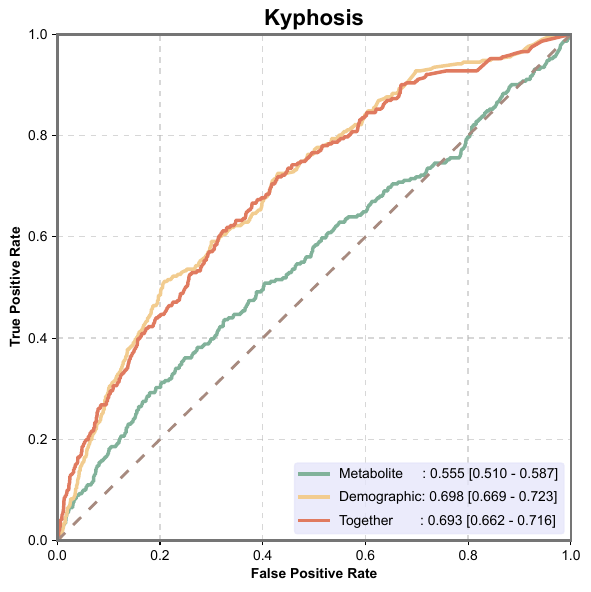 Kyphosis
True Positive Rate
1.0
0.8
0.6
0.4
0.2
0.0
Metabolite : 0.555 [0.510 - 0.587]
Demographic: 0.698 [0.669 - 0.723]
Together : 0.693 [0.662 - 0.716]
0.0 0.2 0.4 0.6 0.8 1.0
False Positive Rate